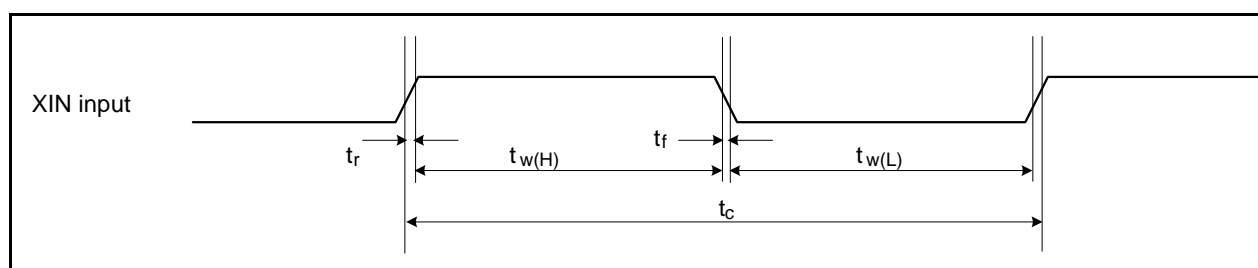 XIN input
tr
tw(H)
tf
tw(L)
tc